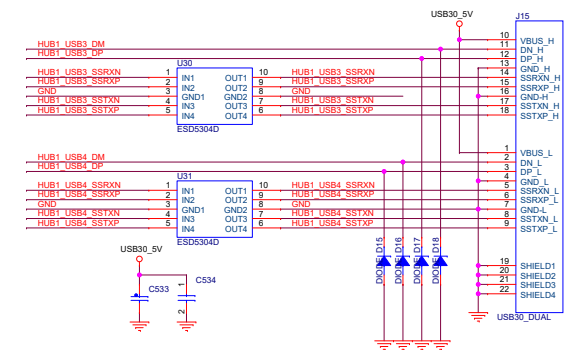 USB30_5V
J15
HUB1_USB3_DM
HUB1_USB3_DP
10 VBUS_H
11 DN_H
12 DP_H
13 GND_H
14 SSRXN_H
15 SSRXP_H
16 GND-H
17 SSTXN_H
18 SSTXP_H
U30
HUB1_USB3_SSRXN 1 IN1 OUT1 10 HUB1_USB3_SSRXN
HUB1_USB3_SSRXP 2 IN2 OUT2 9 HUB1_USB3_SSRXP
GND 3 GND1 GND2 8 GND
HUB1_USB3_SSTXN 4 IN3 OUT3 7 HUB1_USB3_SSTXN
HUB1_USB3_SSTXP 5 IN4 OUT4 6 HUB1_USB3_SSTXP
ESD5304D
HUB1_USB4_DM
HUB1_USB4_DP
1 VBUS_L
2 DN_L
3 DP_L
4 GND_L
5 SSRXN_L
6 SSRXP_L
7 GND-L
8 SSTXN_L
9 SSTXP_L
U31
HUB1_USB4_SSRXN 1 IN1 OUT1 10 HUB1_USB4_SSRXN
HUB1_USB4_SSRXP 2 IN2 OUT2 9 HUB1_USB4_SSRXP
GND 3 GND1 GND2 8 GND
HUB1_USB4_SSTXN 4 IN3 OUT3 7 HUB1_USB4_SSTXN
HUB1_USB4_SSTXP 5 IN4 OUT4 6 HUB1_USB4_SSTXP
ESD5304D
USB30_5V
C533
C534
1
2
DIODE D15
DIODE D16
DIODE D17
DIODE D18
19 SHIELD1
20 SHIELD2
21 SHIELD3
22 SHIELD4
USB30_DUAL